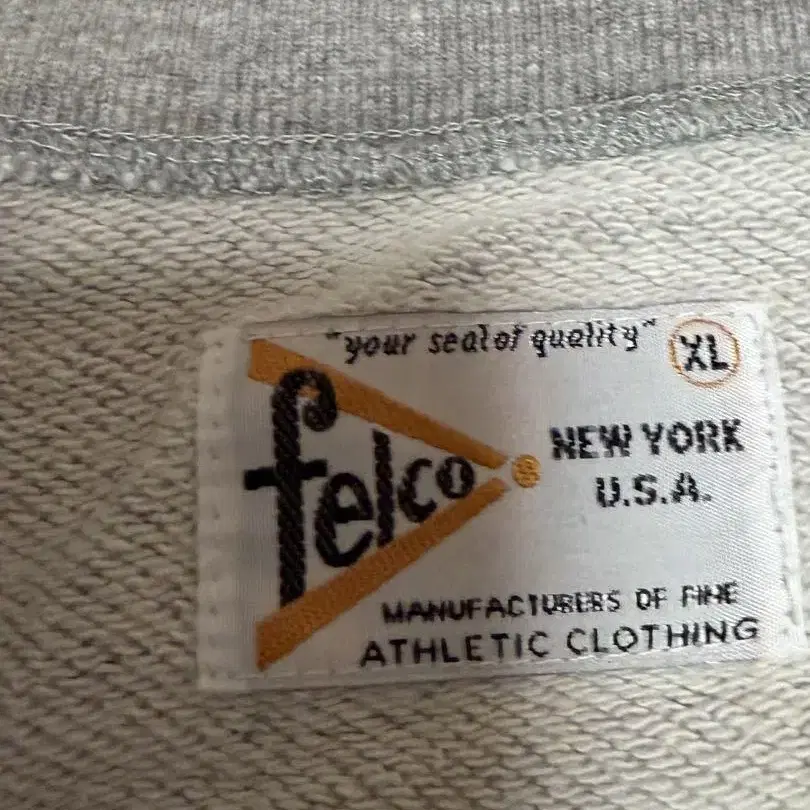 "your seal of quality" XL
felco
NEW YORK
U.S.A.
MANUFACTURERS OF FINE
ATHLETIC CLOTHING